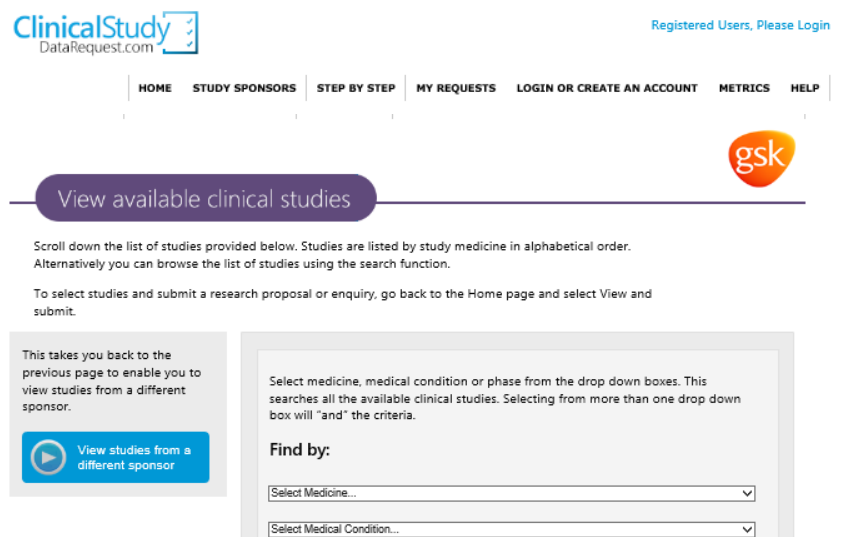 ClinicalStudy
DataRequest.com
Registered Users, Please Login
HOME STUDY SPONSORS STEP BY STEP MY REQUESTS LOGIN OR CREATE AN ACCOUNT METRICS HELP
gsk
View available clinical studies
Scroll down the list of studies provided below. Studies are listed by study medicine in alphabetical order.
Alternatively you can browse the list of studies using the search function.
To select studies and submit a research proposal or enquiry, go back to the Home page and select View and
submit.
This takes you back to the
previous page to enable you to
view studies from a different
sponsor.
View studies from a
different sponsor
Select medicine, medical condition or phase from the drop down boxes. This
searches all the available clinical studies. Selecting from more than one drop down
box will "and" the criteria.
Find by:
Select Medicine...
Select Medical Condition...